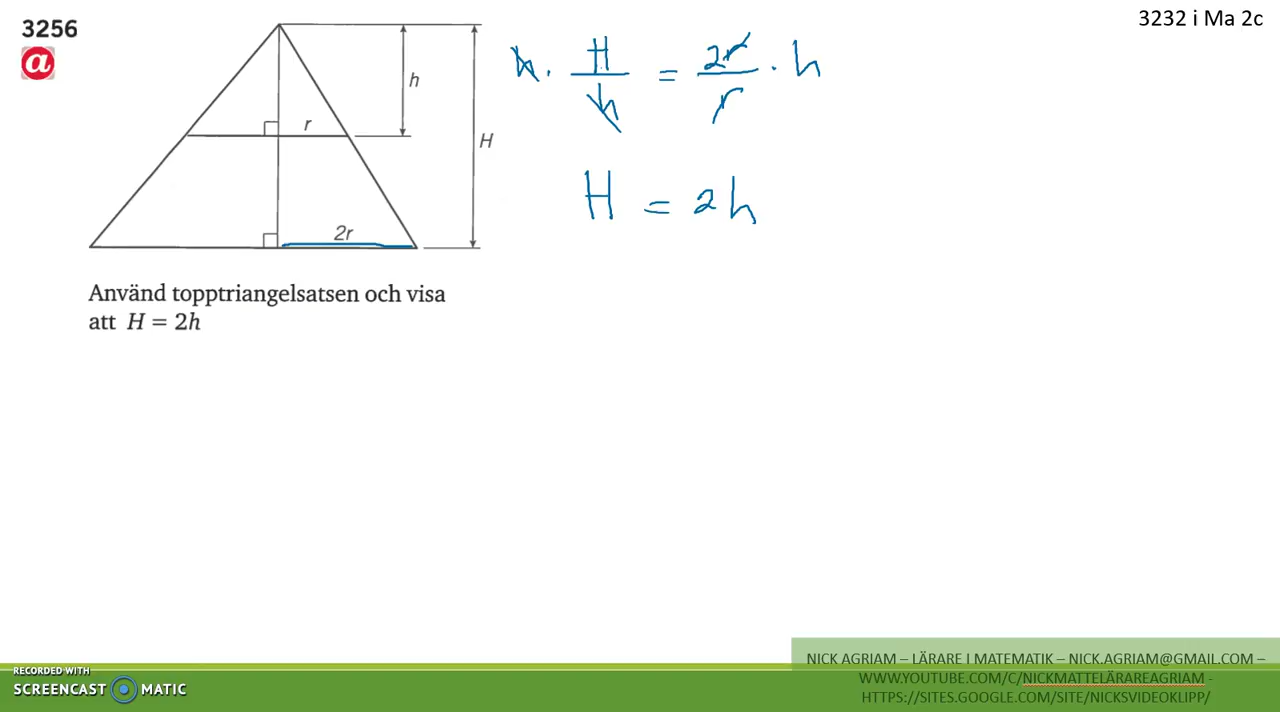 3232 i Ma 2c
3256
a
h
r
H
2r
h · H/h = 2r/r · h
H = 2h
Använd topptriangelsatsen och visa
att H = 2h
RECORDED WITH
SCREENCAST MATIC
NICK AGRIAM – LÄRARE I MATEMATIK – NICK.AGRIAM@GMAIL.COM –
WWW.YOUTUBE.COM/C/NICKMATTELÄRAREAGRIAM -
HTTPS://SITES.GOOGLE.COM/SITE/NICKSVIDEOKLIPP/